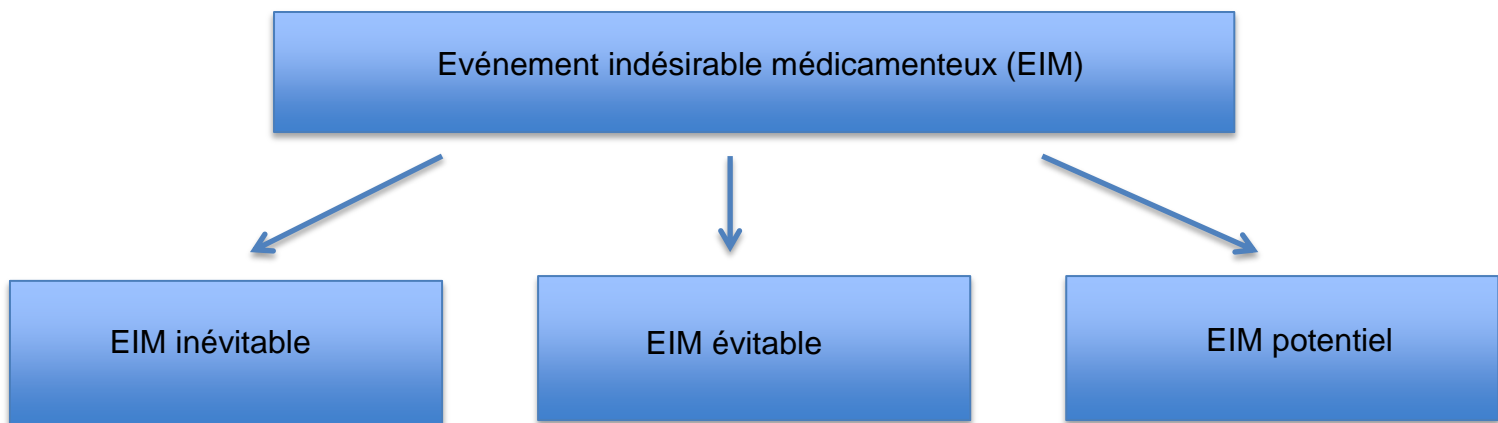 Evénement indésirable médicamenteux (EIM)
EIM inévitable
EIM évitable
EIM potentiel